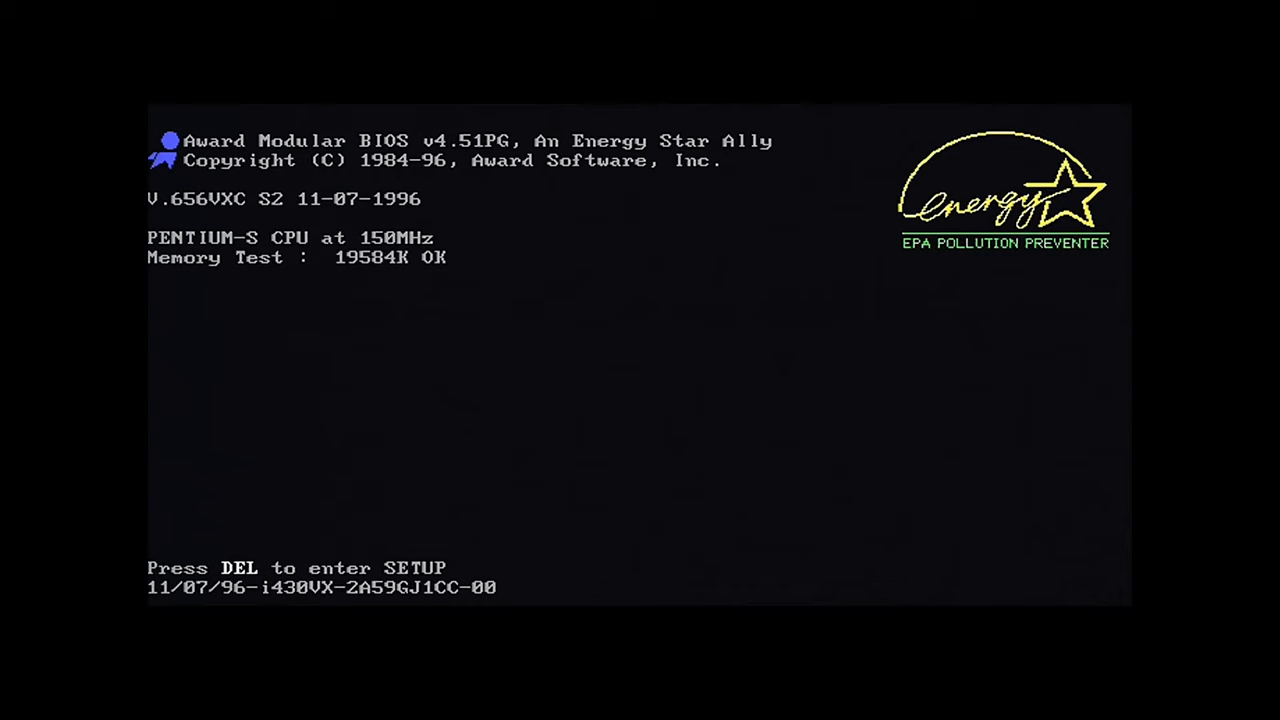 Award Modular BIOS v4.51PG, An Energy Star Ally
Copyright (C) 1984-96, Award Software, Inc.
energy
EPA POLLUTION PREVENTER
V.656VXC S2 11-07-1996
PENTIUM-S CPU at 150MHz
Memory Test :  19584K OK
Press DEL to enter SETUP
11/07/96-i430VX-2A59GJ1CC-00